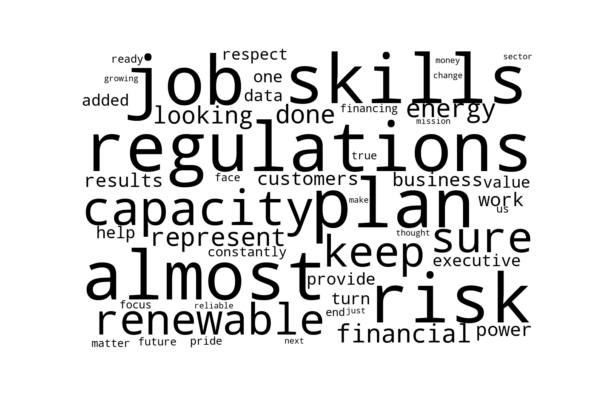 ready respect money sector
growing job one skills change
added data financing energy
looking done mission
regulations true
results face customers business value
capacity plan make work us
help represent thought sure
constantly keep executive
almost provide risk
focus reliable turn
renewable end just financial power
matter future pride next